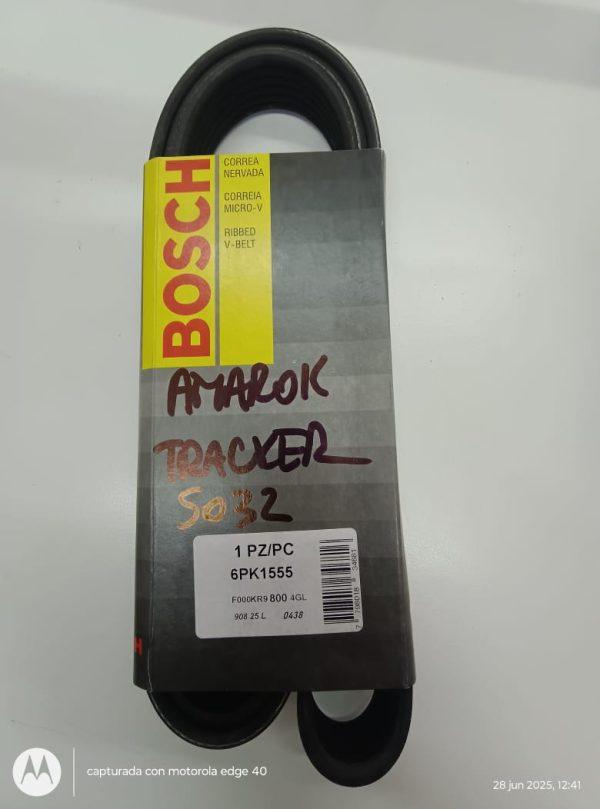 BOSCH
CORREA
NERVADA
CORREIA
MICRO-V
RIBBED
V-BELT
AMAROK
TRACKER
5032
1 PZ/PC
6PK1555
F000KR9 800 4GL
908 25 L 0438
H
capturada con motorola edge 40
28 jun 2025, 12:41